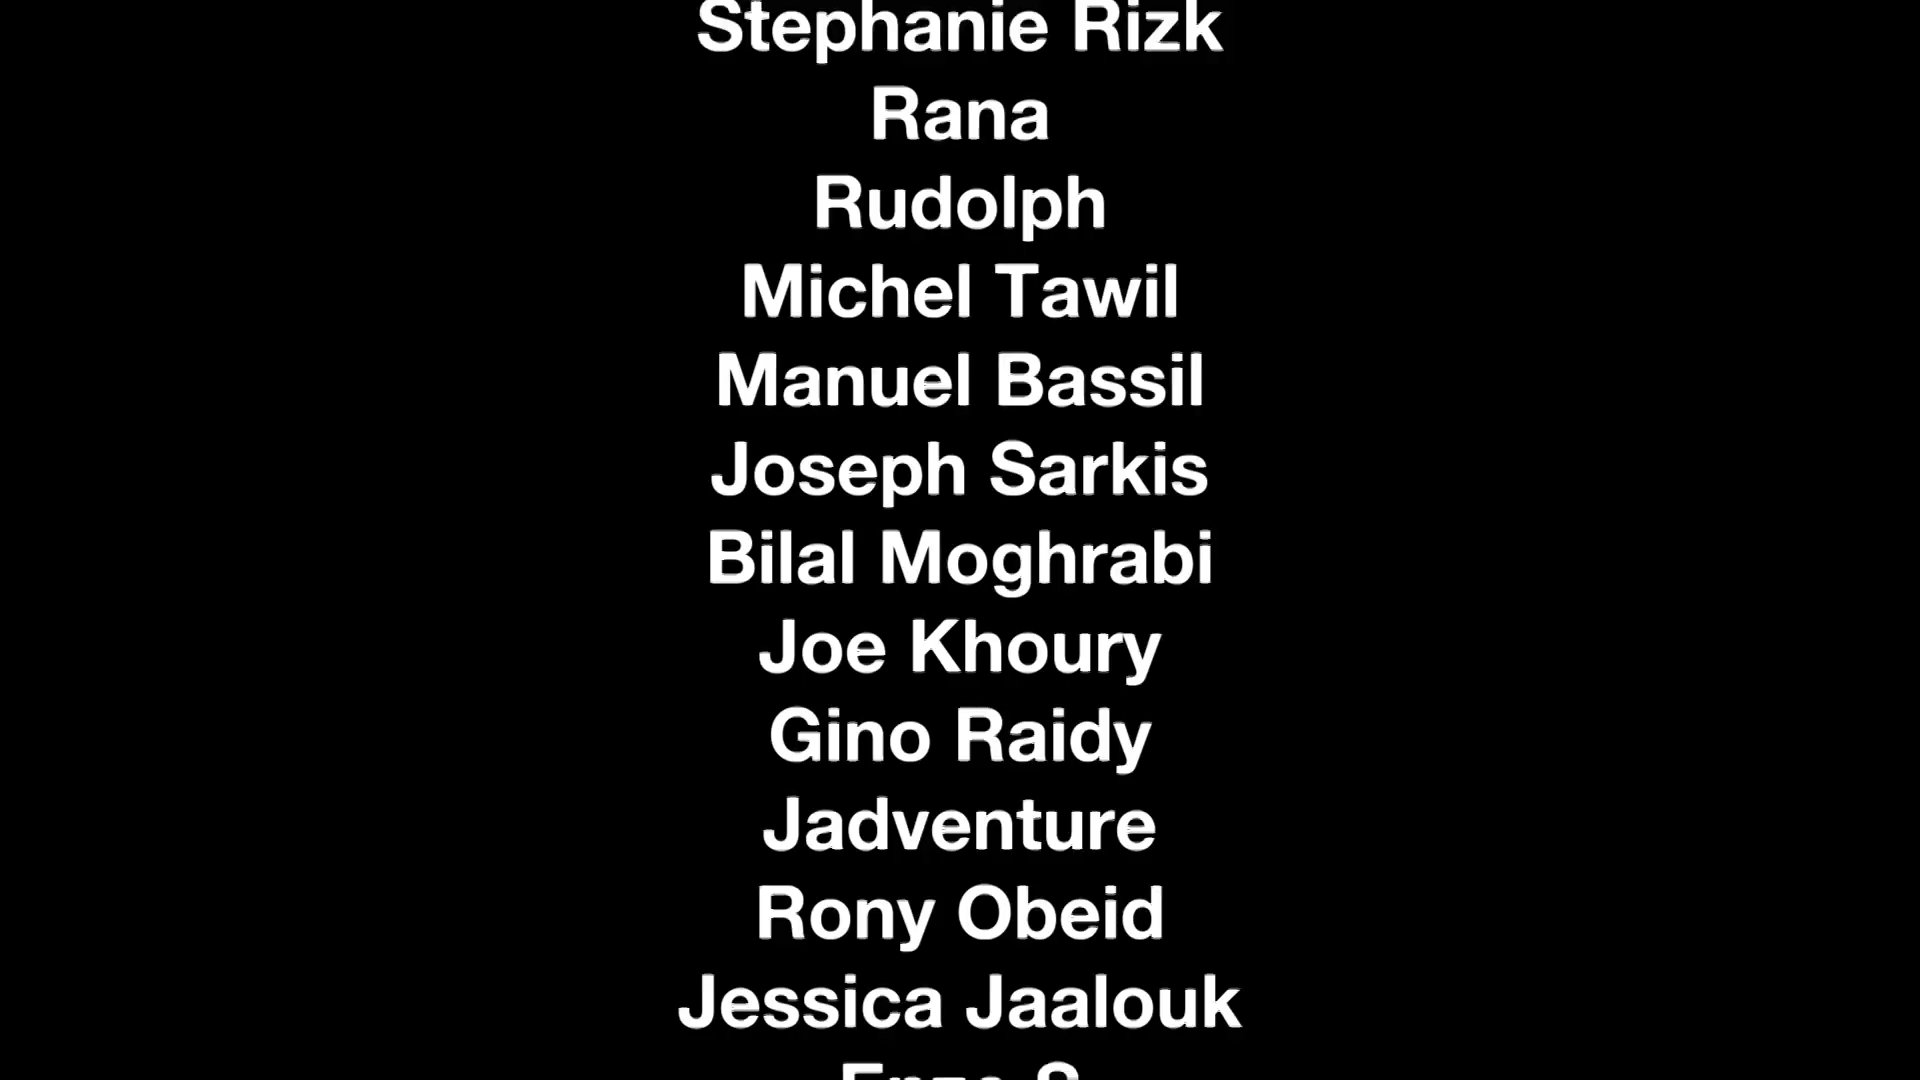 Stephanie Rizk
Rana
Rudolph
Michel Tawil
Manuel Bassil
Joseph Sarkis
Bilal Moghrabi
Joe Khoury
Gino Raidy
Jadventure
Rony Obeid
Jessica Jaalouk